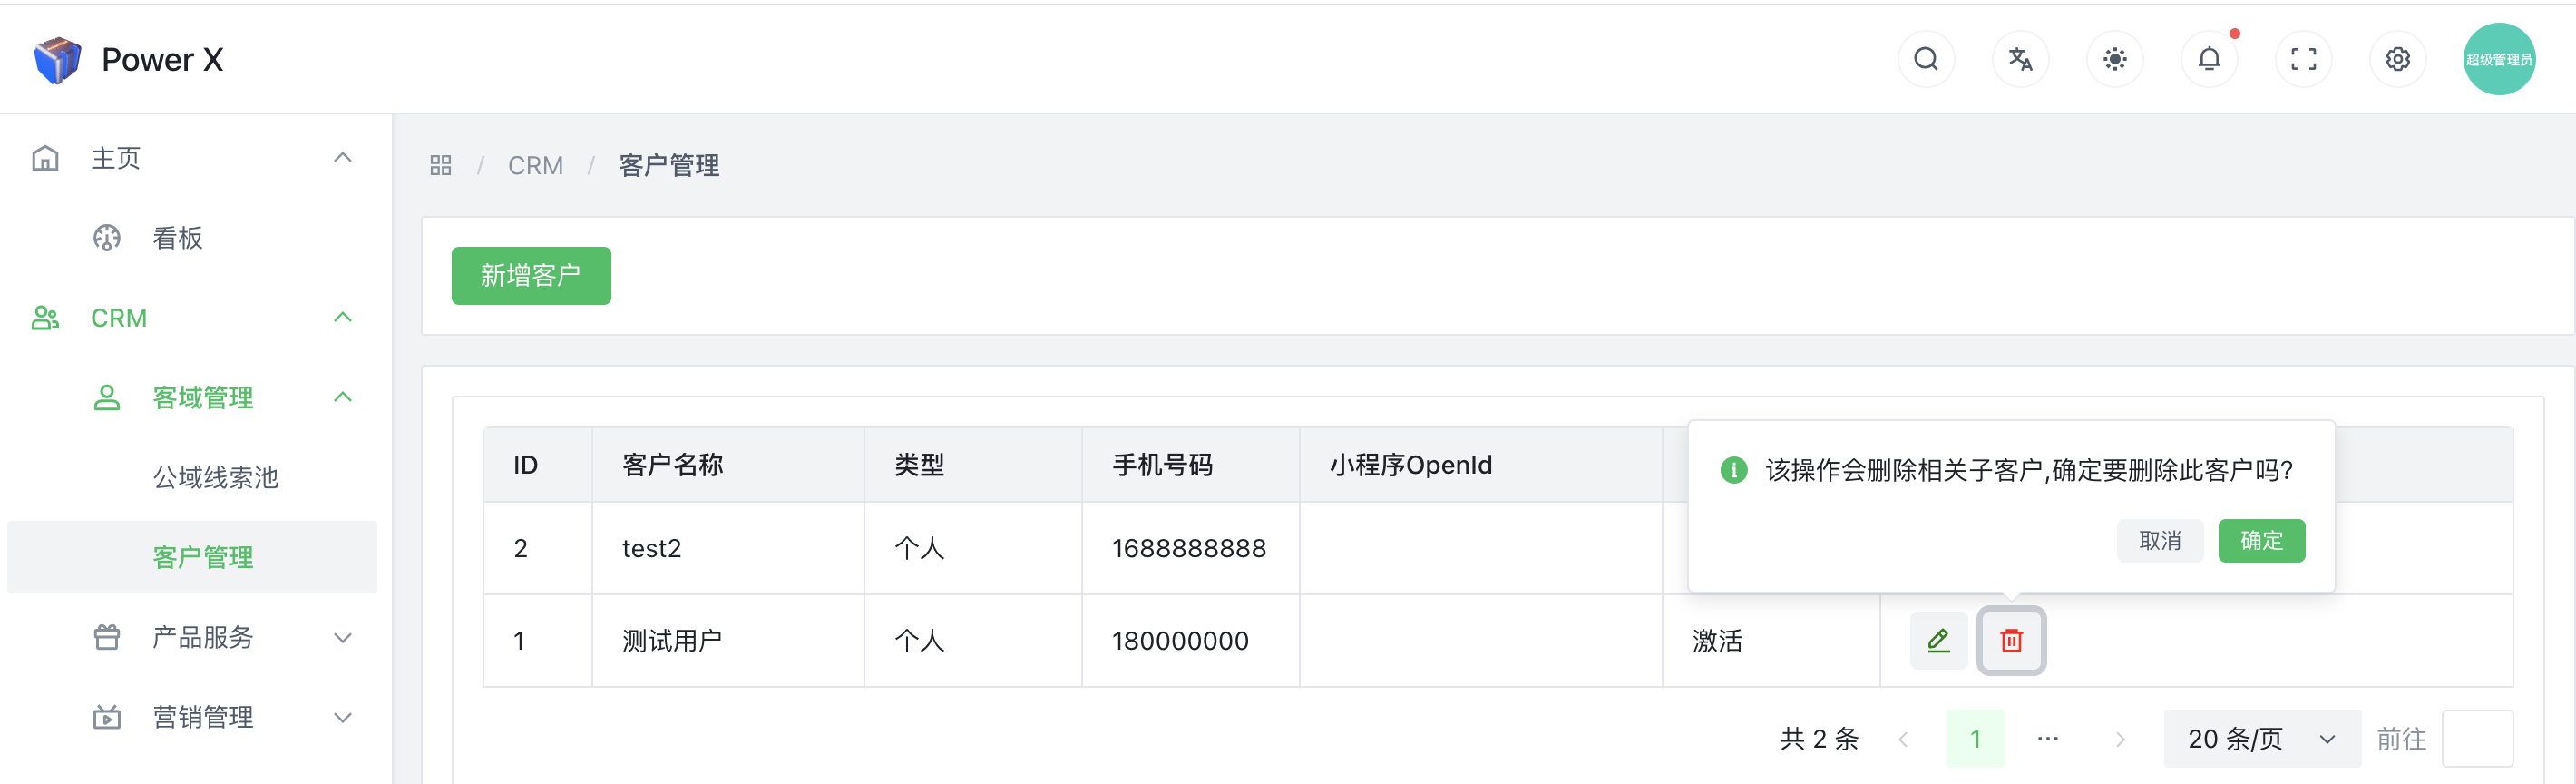 Power X
超级管理员
主页
看板
CRM
客域管理
公域线索池
客户管理
产品服务
营销管理
/ CRM / 客户管理
新增客户
ID 客户名称 类型 手机号码 小程序OpenId
该操作会删除相关子客户,确定要删除此客户吗?
取消 确定
2 test2 个人 1688888888
1 测试用户 个人 180000000 激活
共 2 条 1 ··· 20 条/页 前往